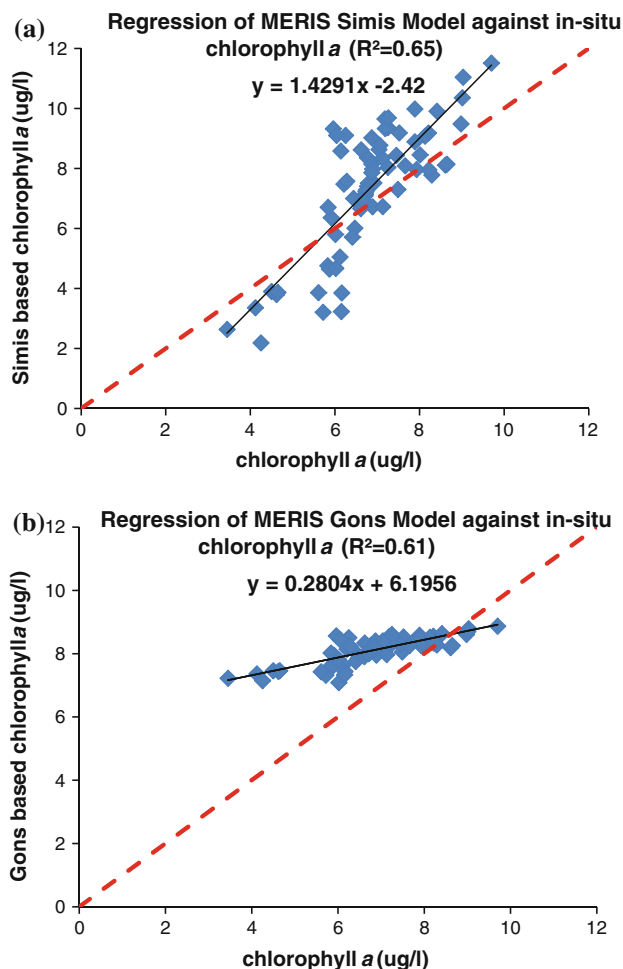 (a) Regression of MERIS Simis Model against in-situ
chlorophyll a (R²=0.65)
y = 1.4291x -2.42
Simis based chlorophyll a (ug/l)
12
10
8
6
4
2
0
0 2 4 6 8 10 12
chlorophyll a (ug/l)
(b) Regression of MERIS Gons Model against in-situ
chlorophyll a (R²=0.61)
y = 0.2804x + 6.1956
Gons based chlorophyll a (ug/l)
12
10
8
6
4
2
0
0 2 4 6 8 10 12
chlorophyll a (ug/l)